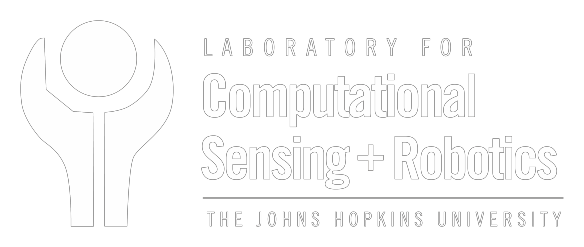 LABORATORY FOR
Computational
Sensing + Robotics
THE JOHNS HOPKINS UNIVERSITY